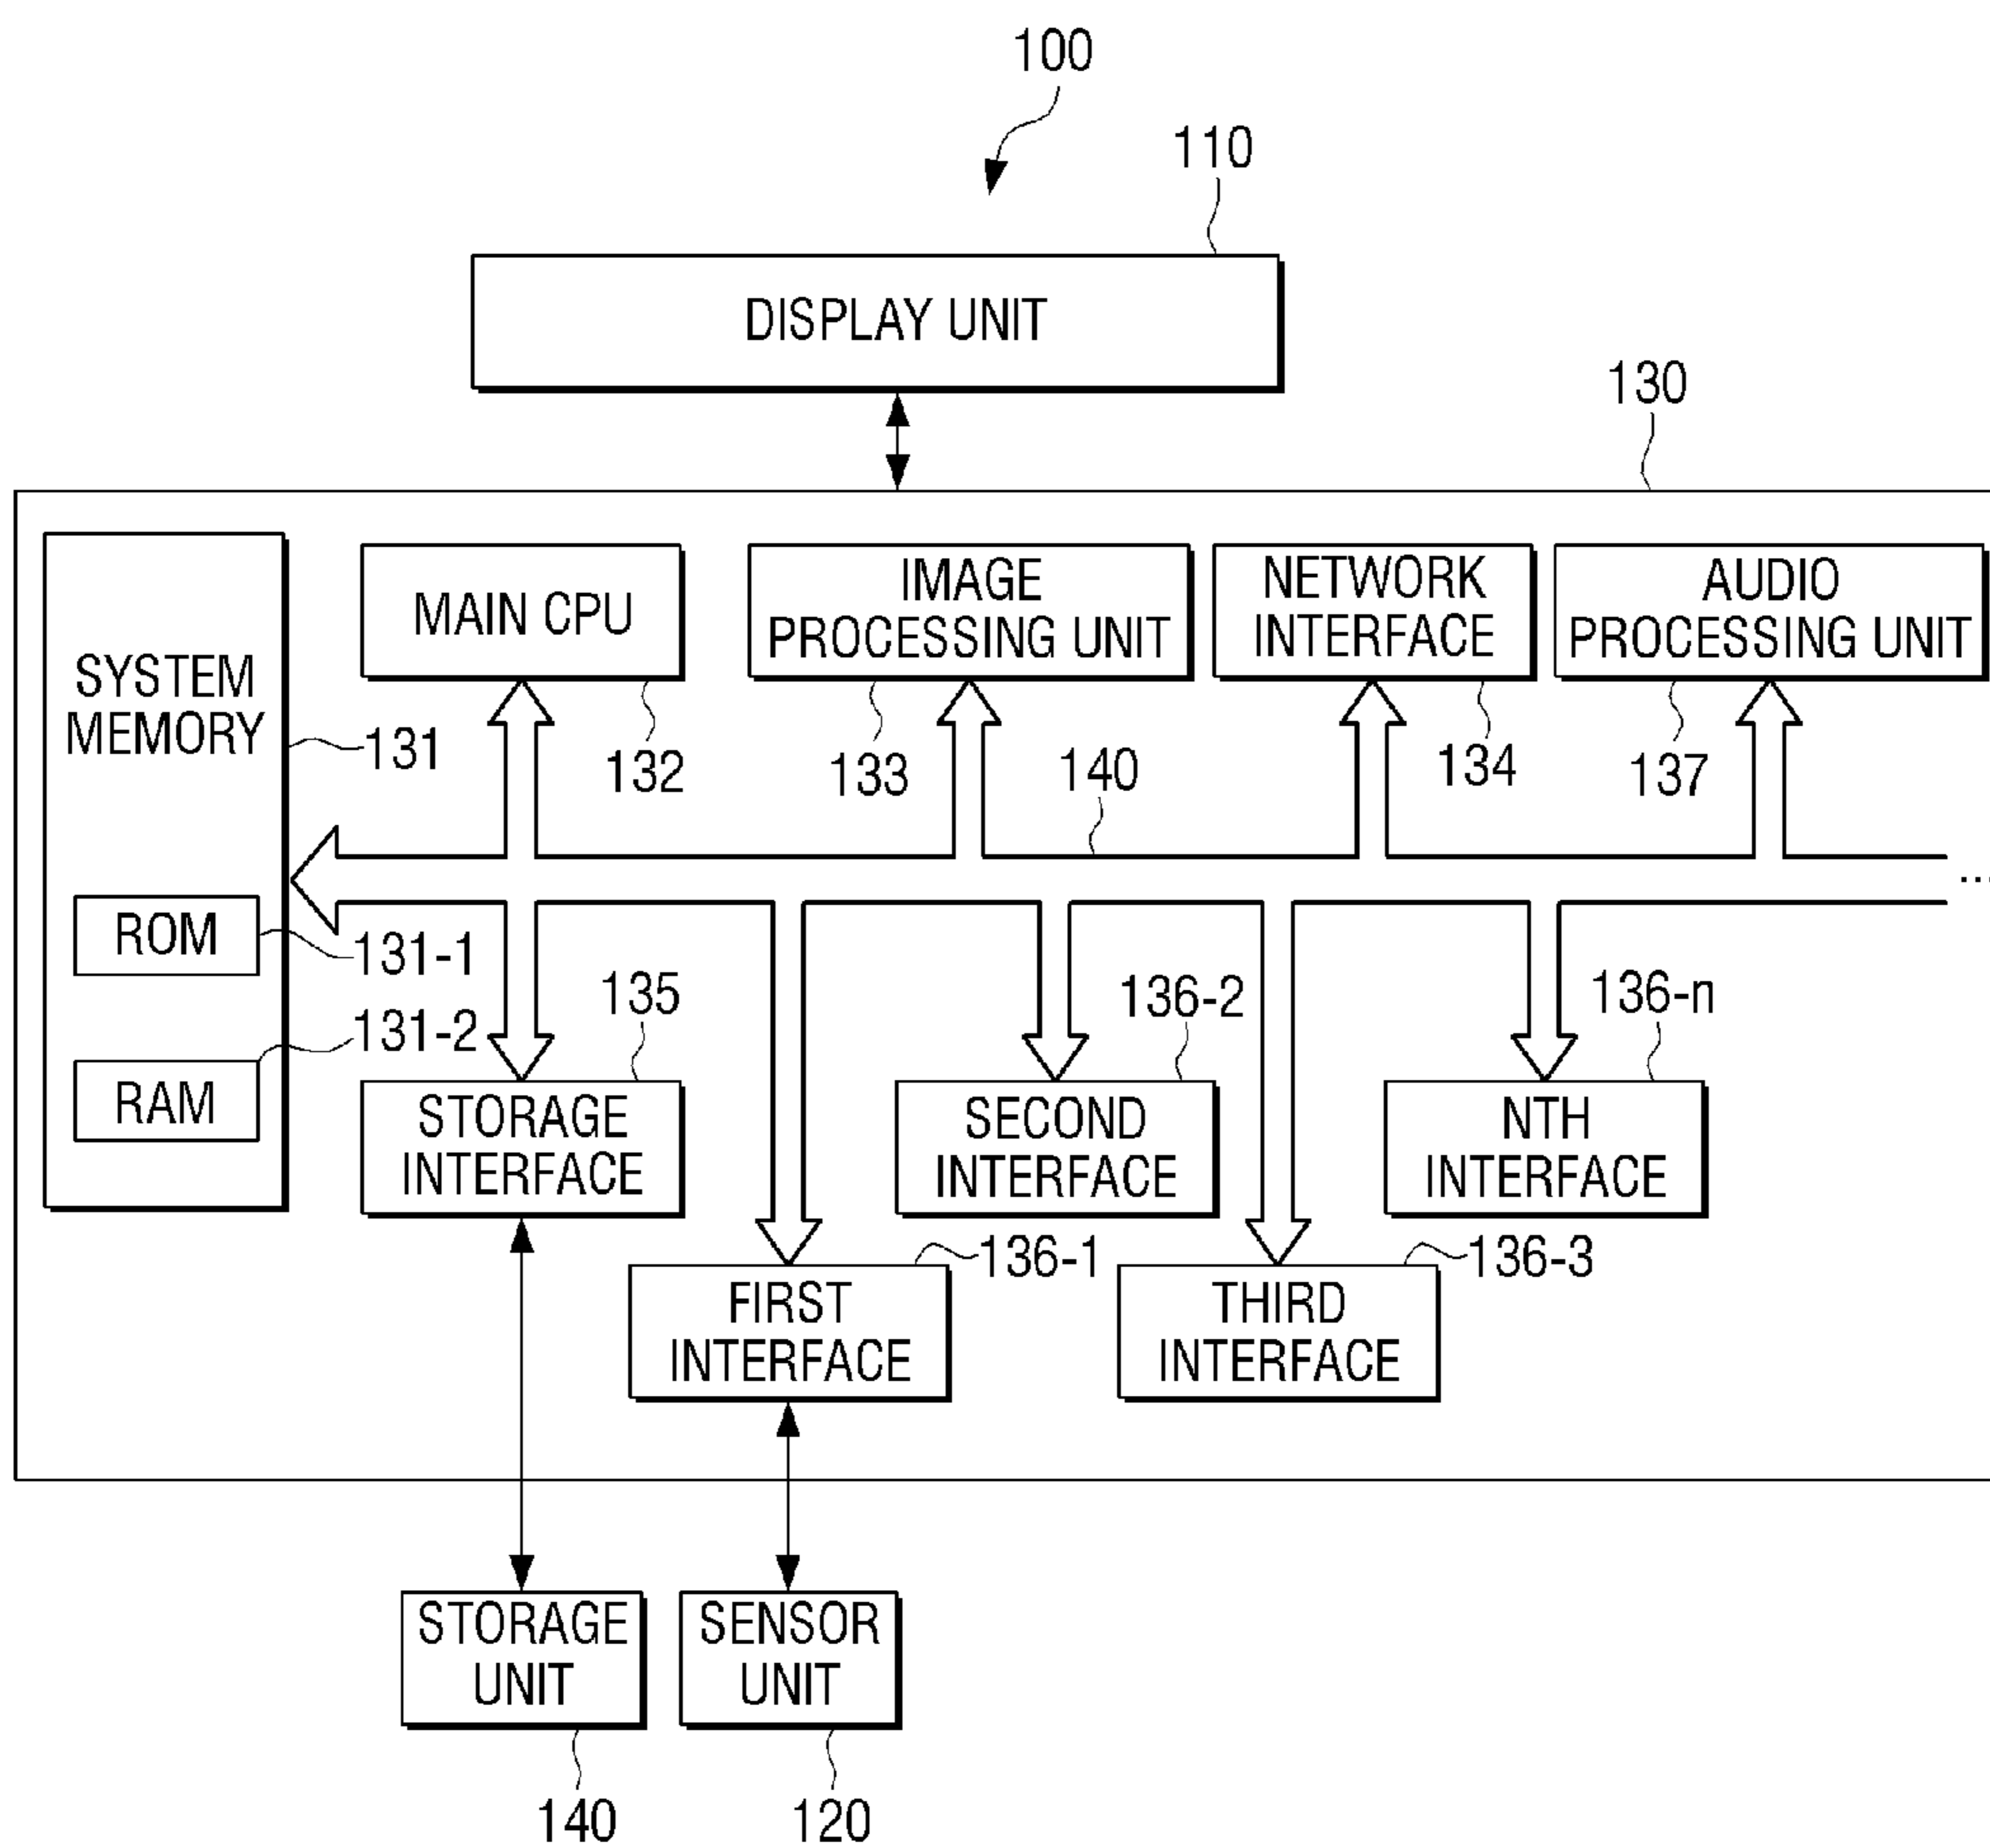 100
110
DISPLAY UNIT
130
SYSTEM
MEMORY
131
ROM
131-1
RAM
131-2
MAIN CPU
132
IMAGE
PROCESSING UNIT
133
NETWORK
INTERFACE
134
AUDIO
PROCESSING UNIT
137
140
...
135
STORAGE
INTERFACE
136-2
SECOND
INTERFACE
136-n
NTH
INTERFACE
136-1
FIRST
INTERFACE
136-3
THIRD
INTERFACE
STORAGE
UNIT
140
SENSOR
UNIT
120